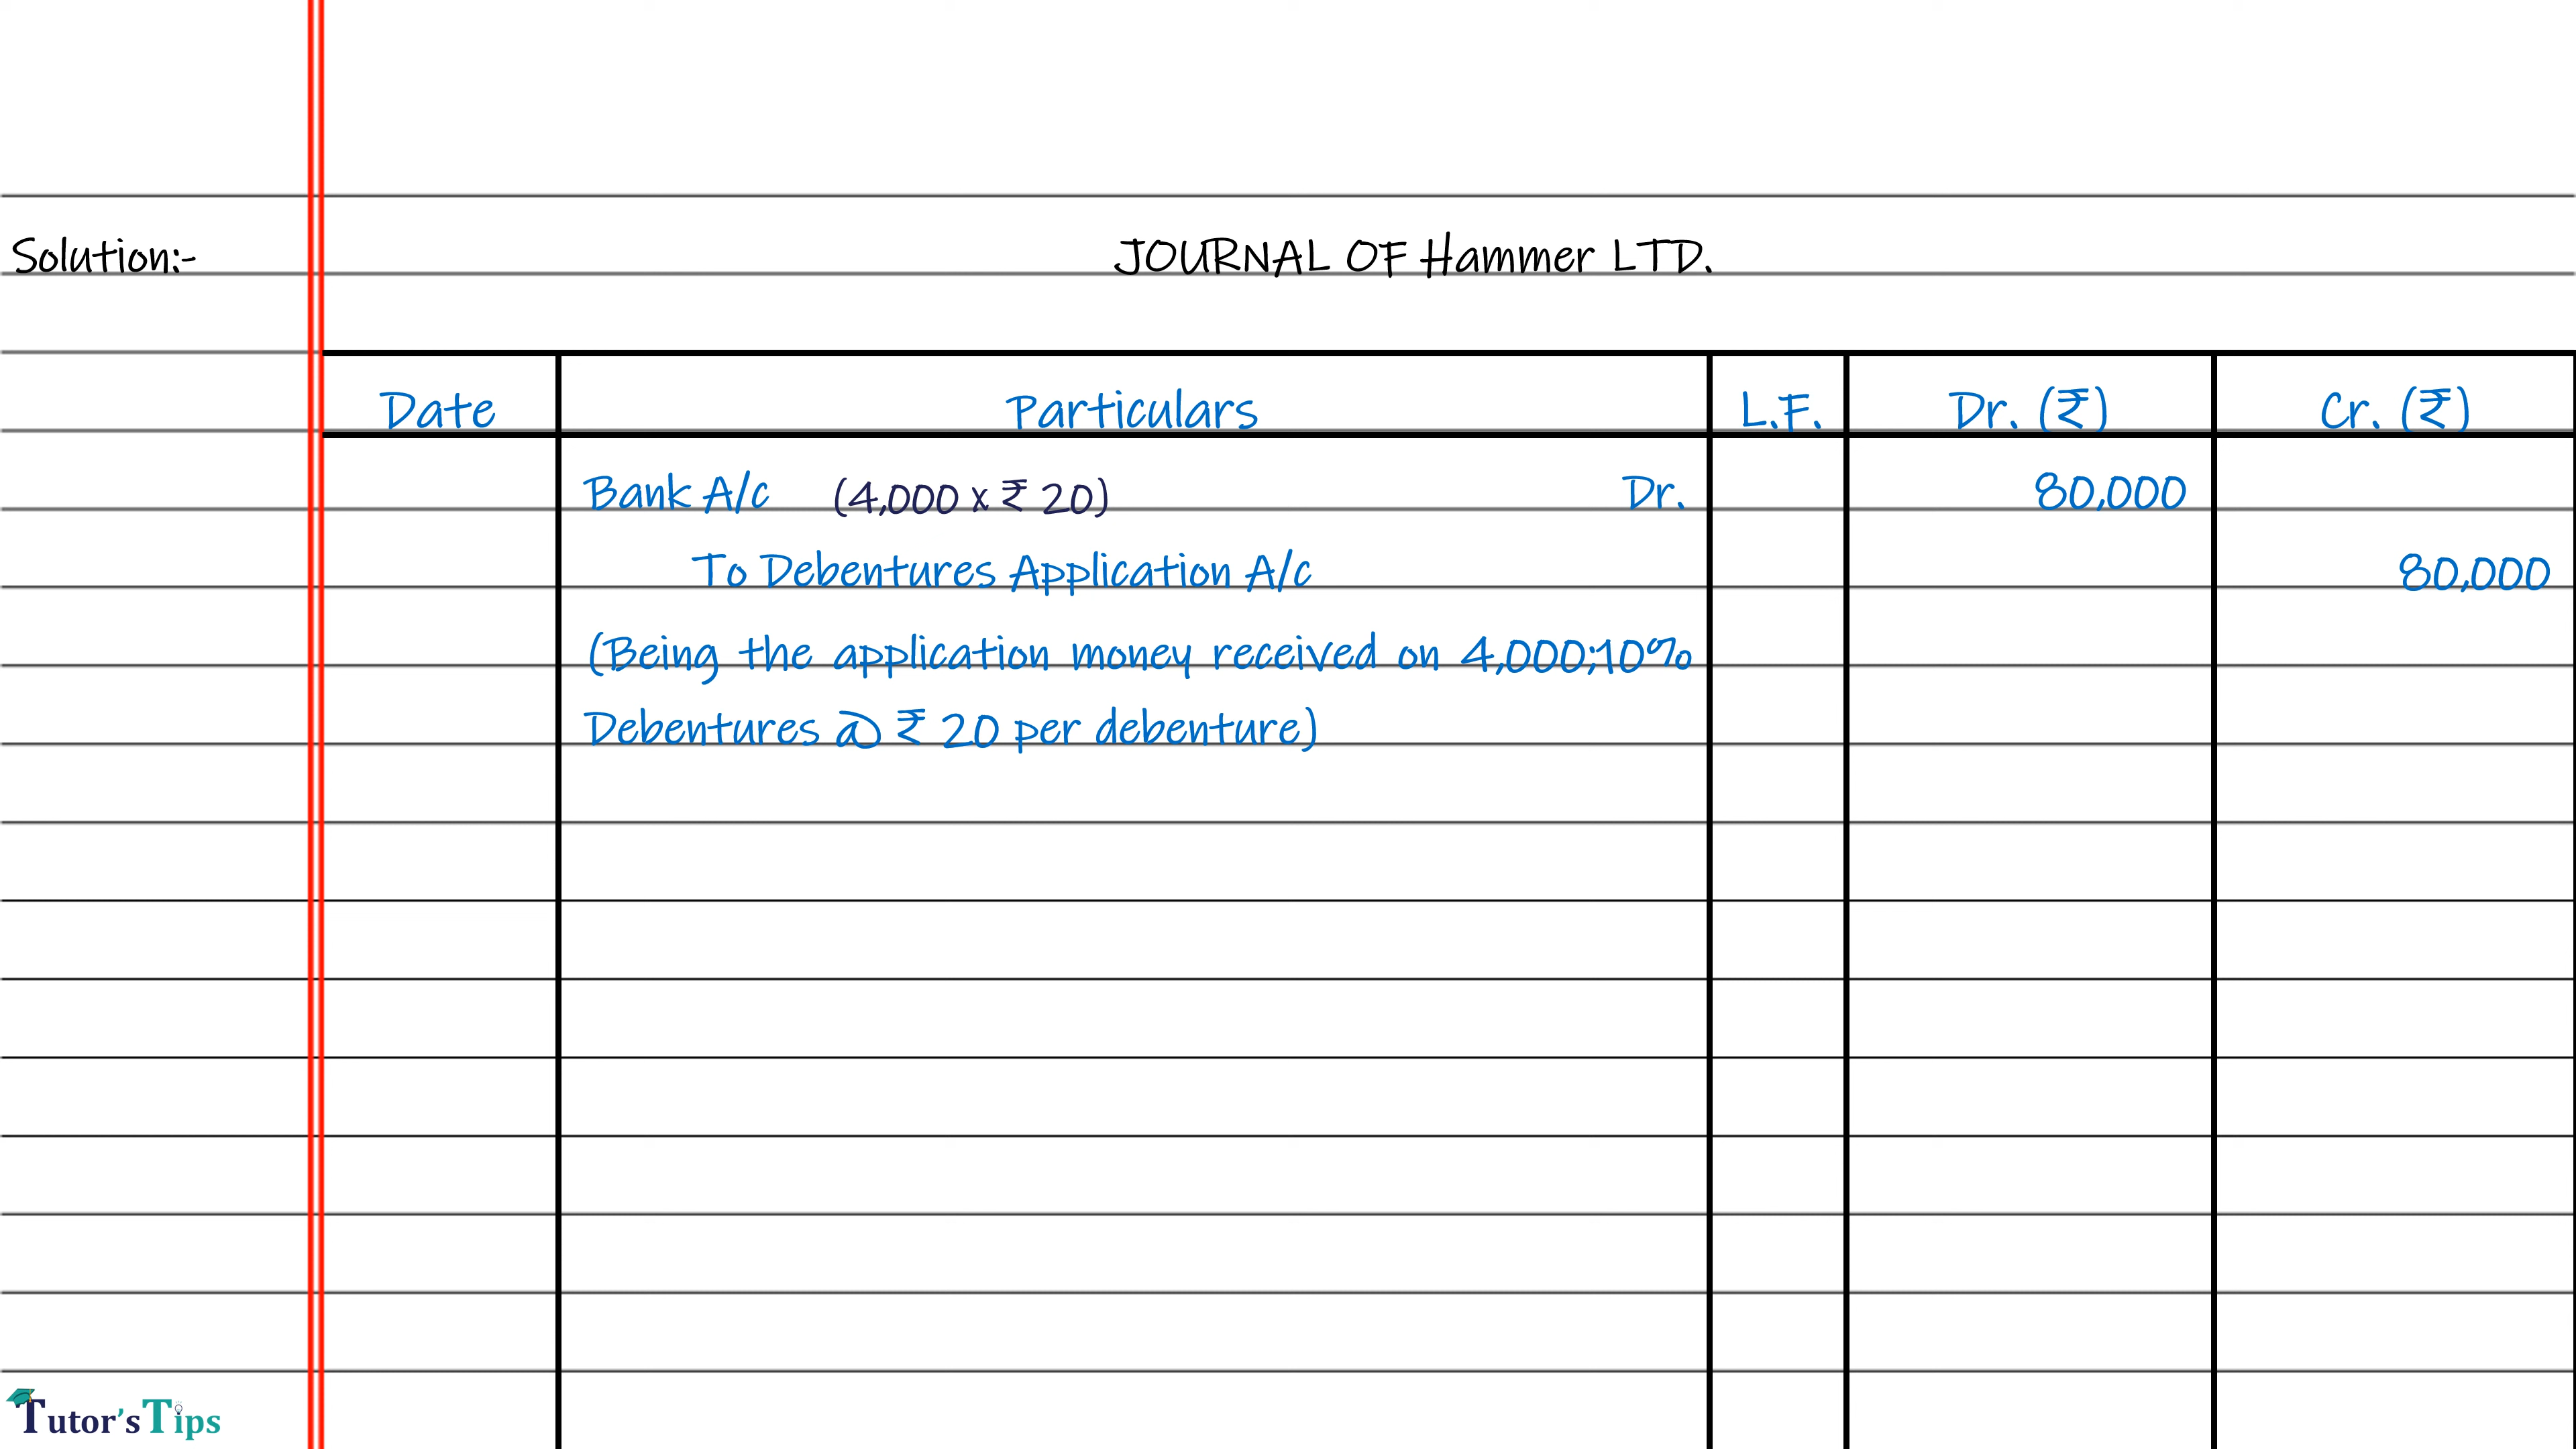 Solution:-
JOURNAL OF Hammer LTD.
Date Particulars L.F. Dr. (₹) Cr. (₹)
Bank A/c (4,000 x ₹ 20) Dr. 80,000
To Debentures Application A/c 80,000
(Being the application money received on 4,000;10%
Debentures @ ₹ 20 per debenture)
Tutor's Tips